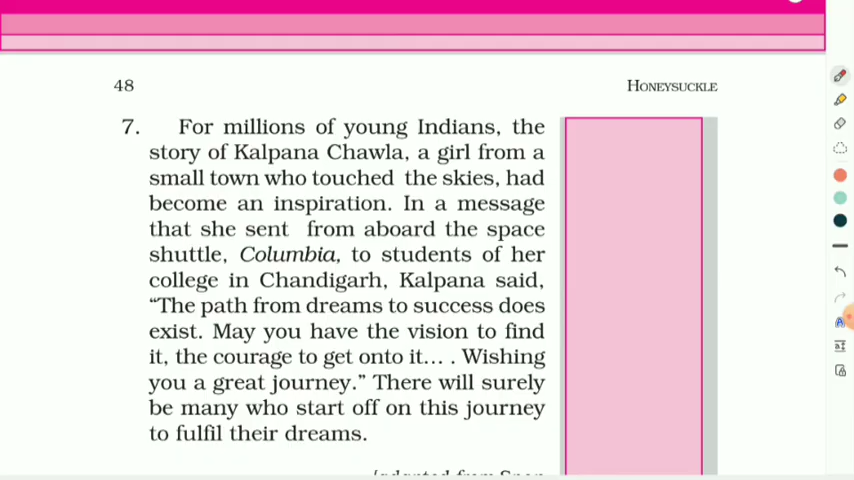 48
HONEYSUCKLE
7. For millions of young Indians, the
story of Kalpana Chawla, a girl from a
small town who touched the skies, had
become an inspiration. In a message
that she sent from aboard the space
shuttle, Columbia, to students of her
college in Chandigarh, Kalpana said,
“The path from dreams to success does
exist. May you have the vision to find
it, the courage to get onto it... . Wishing
you a great journey.” There will surely
be many who start off on this journey
to fulfil their dreams.